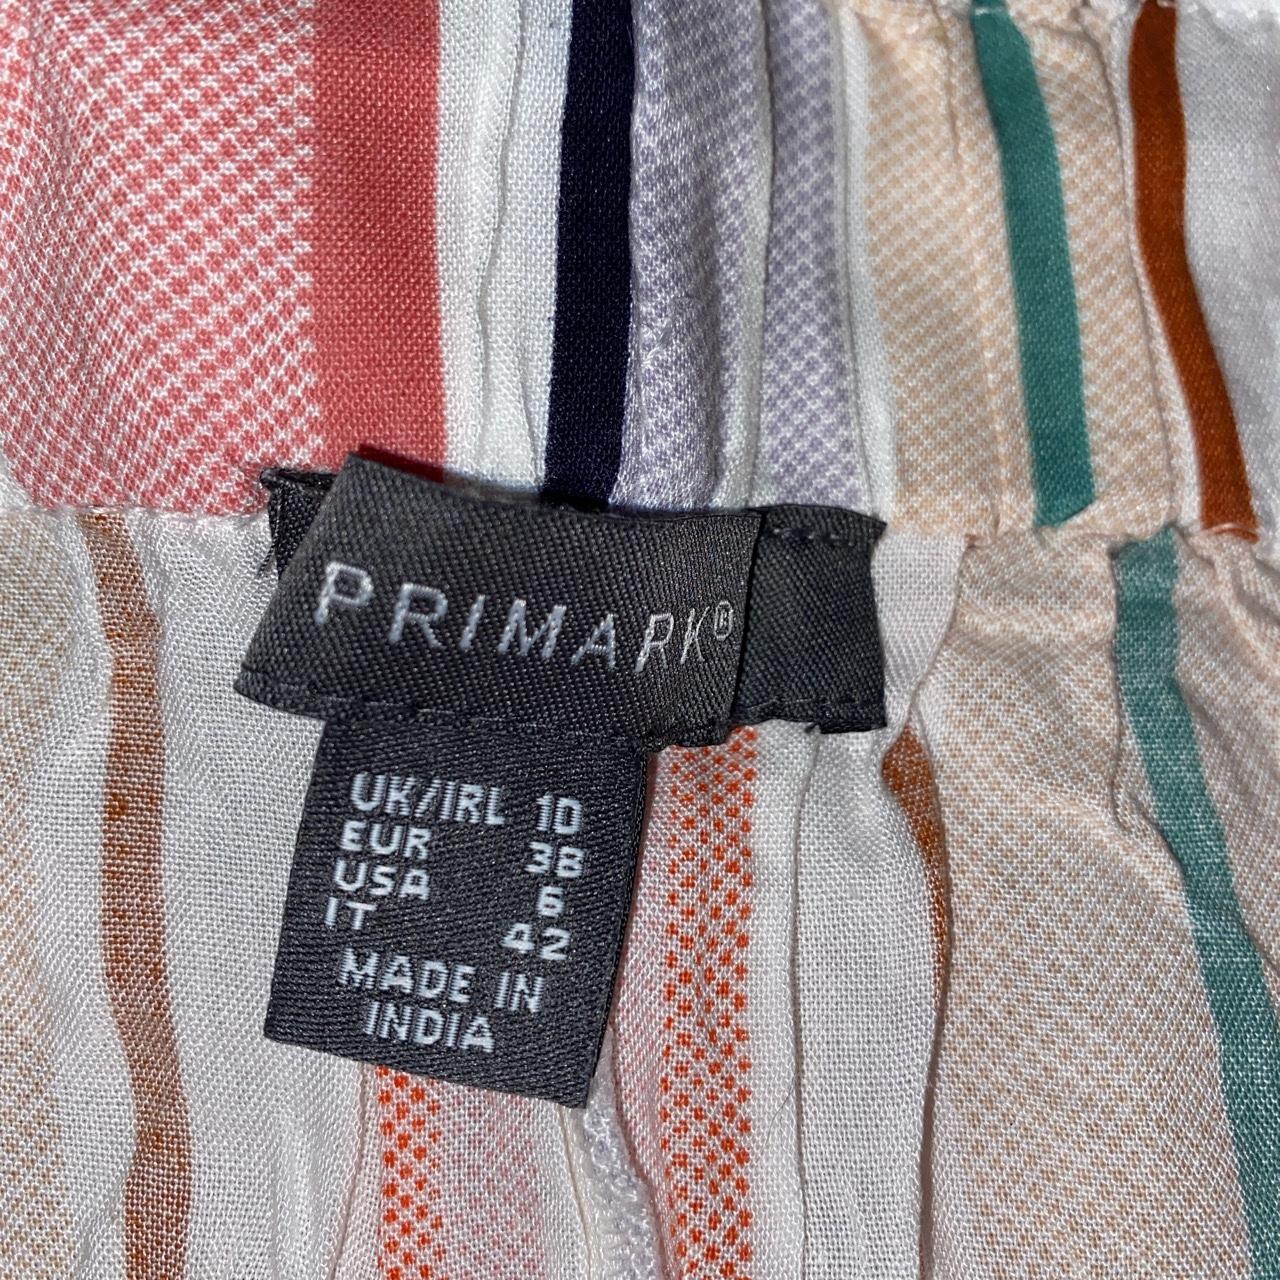 PRIMARK®
UK/IRL 10
EUR 38
USA 6
IT 42
MADE IN
INDIA